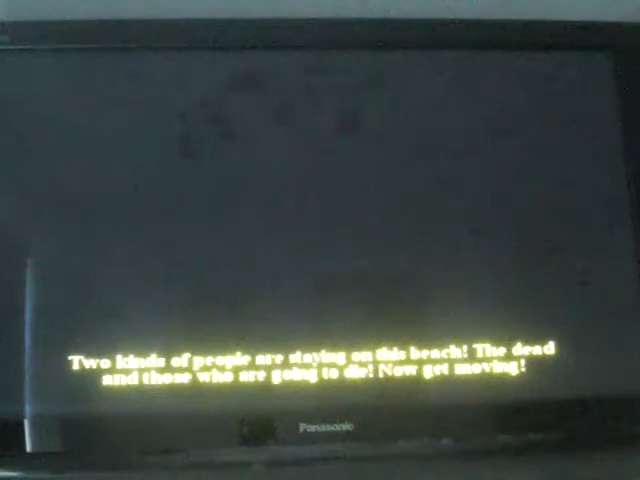 Two kinds of people are staying on this beach! The dead
and those who are going to die! Now get moving!
Panasonic